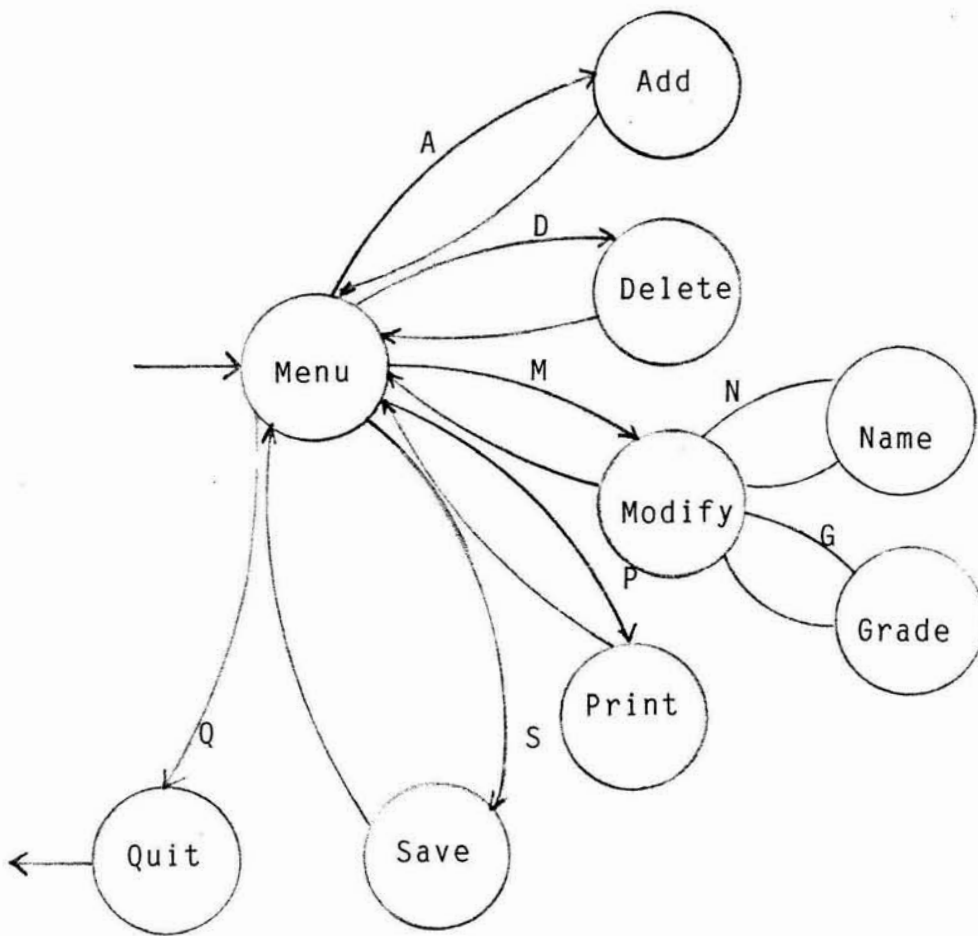 Add
A
D
Delete
Menu
M
N
Name
Modify
G
P
Grade
Print
Q
S
Quit
Save